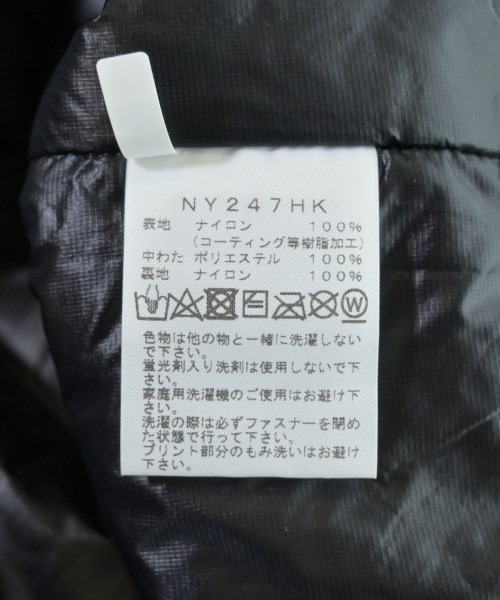 NY247HK
表地 ナイロン 100%
(コーティング等樹脂加工)
中わた ポリエステル 100%
裏地 ナイロン 100%
W
色物は他の物と一緒に洗濯しない
で下さい。
蛍光剤入り洗剤は使用しないで下
さい。
家庭用洗濯機のご使用はお避け下
さい。
洗濯の際は必ずファスナーを閉め
た状態で行って下さい。
プリント部分のもみ洗いはお避け
下さい。